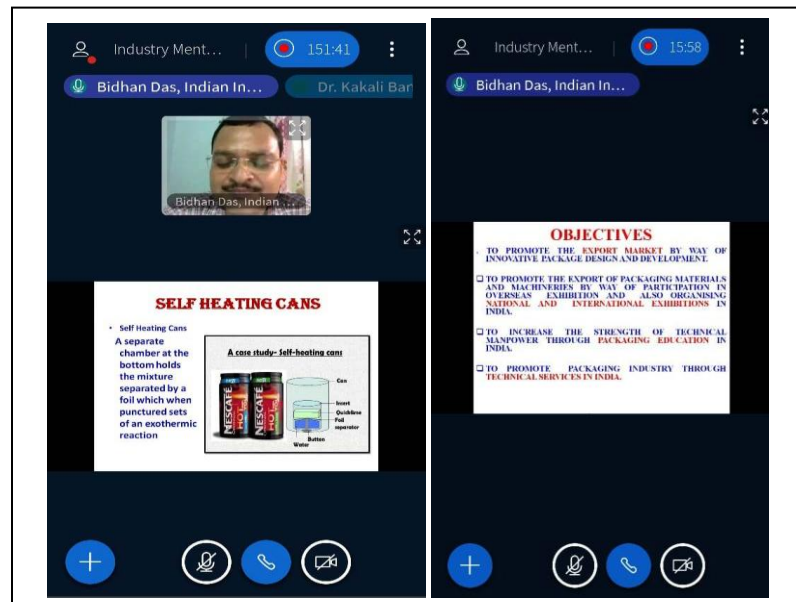 Industry Ment...
151:41
Bidhan Das, Indian In...
Dr. Kakali Bar
Bidhan Das, Indian ...
SELF HEATING CANS
• Self Heating Cans
A separate
chamber at the
bottom holds
the mixture
separated by a
foil which when
punctured sets
of an exothermic
reaction
A case study- Self-heating cans
NESCAFÉ
HOT
NESCAFÉ
HOT
Can
Insert
Quicklime
Foil
separator
Button
Water
Industry Ment...
15:58
Bidhan Das, Indian In...
OBJECTIVES
. TO PROMOTE THE EXPORT MARKET BY WAY OF
INNOVATIVE PACKAGE DESIGN AND DEVELOPMENT.
❑ TO PROMOTE THE EXPORT OF PACKAGING MATERIALS
AND MACHINERIES BY WAY OF PARTICIPATION IN
OVERSEAS EXHIBITION AND ALSO ORGANISING
NATIONAL AND INTERNATIONAL EXHIBITIONS IN
INDIA.
❑ TO INCREASE THE STRENGTH OF TECHNICAL
MANPOWER THROUGH PACKAGING EDUCATION IN
INDIA.
❑ TO PROMOTE PACKAGING INDUSTRY THROUGH
TECHNICAL SERVICES IN INDIA.